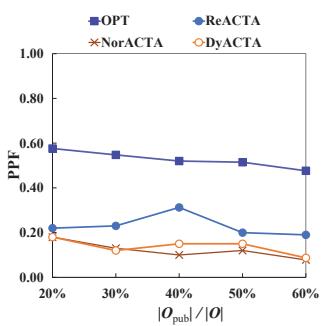 OPT ReACTA
NorACTA DyACTA
1.00
0.80
0.60
0.40
0.20
0.00
PPF
20% 30% 40% 50% 60%
|O_pub| / |O|